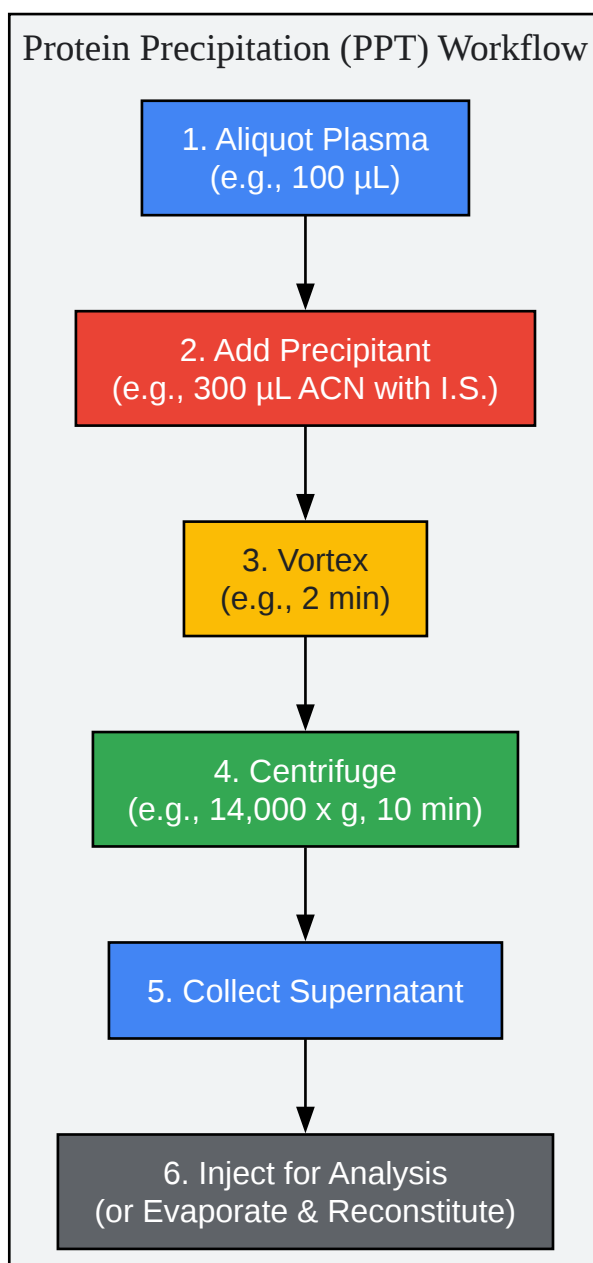 Protein Precipitation (PPT) Workflow
1. Aliquot Plasma
(e.g., 100 µL)
2. Add Precipitant
(e.g., 300 µL ACN with I.S.)
3. Vortex
(e.g., 2 min)
4. Centrifuge
(e.g., 14,000 x g, 10 min)
5. Collect Supernatant
6. Inject for Analysis
(or Evaporate & Reconstitute)